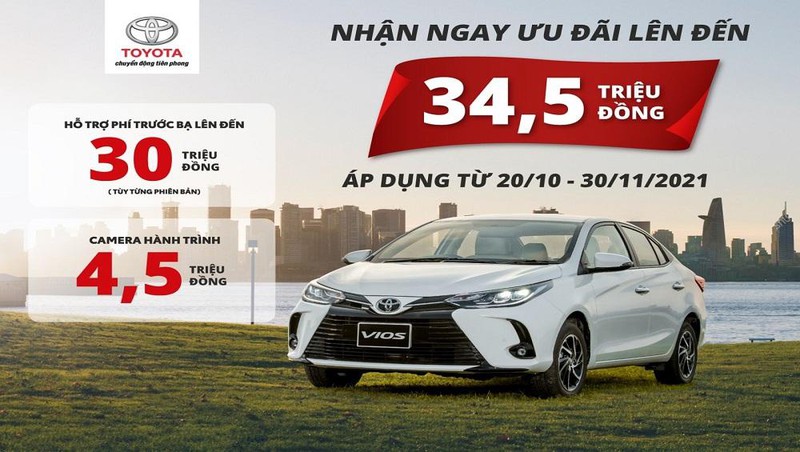 TOYOTA
chuyển động tiên phong
NHẬN NGAY ƯU ĐÃI LÊN ĐẾN
34,5 TRIỆU
ĐỒNG
ÁP DỤNG TỪ 20/10 - 30/11/2021
HỖ TRỢ PHÍ TRƯỚC BẠ LÊN ĐẾN
30 TRIỆU
ĐỒNG
( TÙY TỪNG PHIÊN BẢN)
CAMERA HÀNH TRÌNH
4,5 TRIỆU
ĐỒNG
VIOS